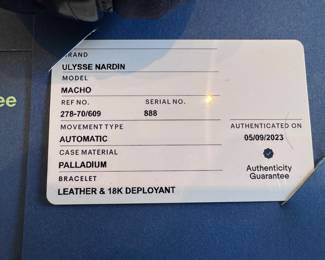 BRAND
ULYSSE NARDIN
MODEL
MACHO
REF NO. SERIAL NO.
278-70/609 888
MOVEMENT TYPE
AUTOMATIC
AUTHENTICATED ON
05/09/2023
CASE MATERIAL
PALLADIUM
BRACELET
LEATHER & 18K DEPLOYANT
Authenticity
Guarantee
ee